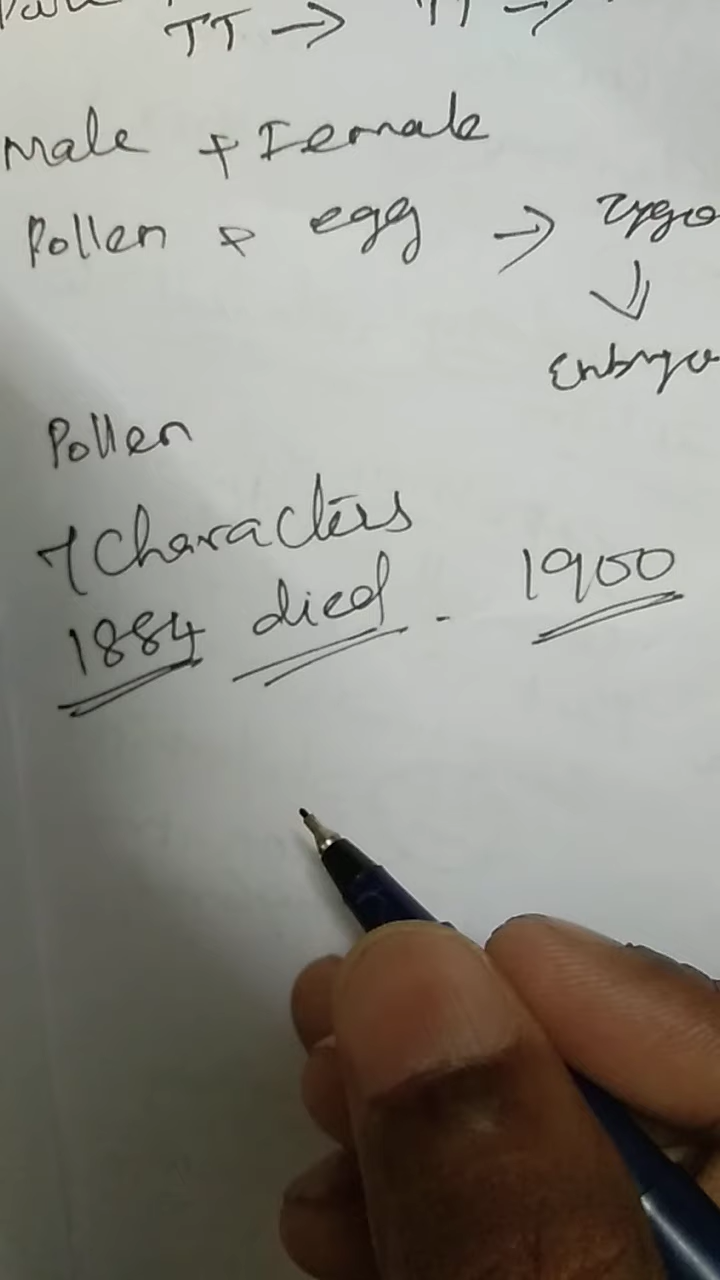 TT →
Male + Female
Pollen + egg → zygo
Embryo
Pollen
7 Characters
1884 died - 1900